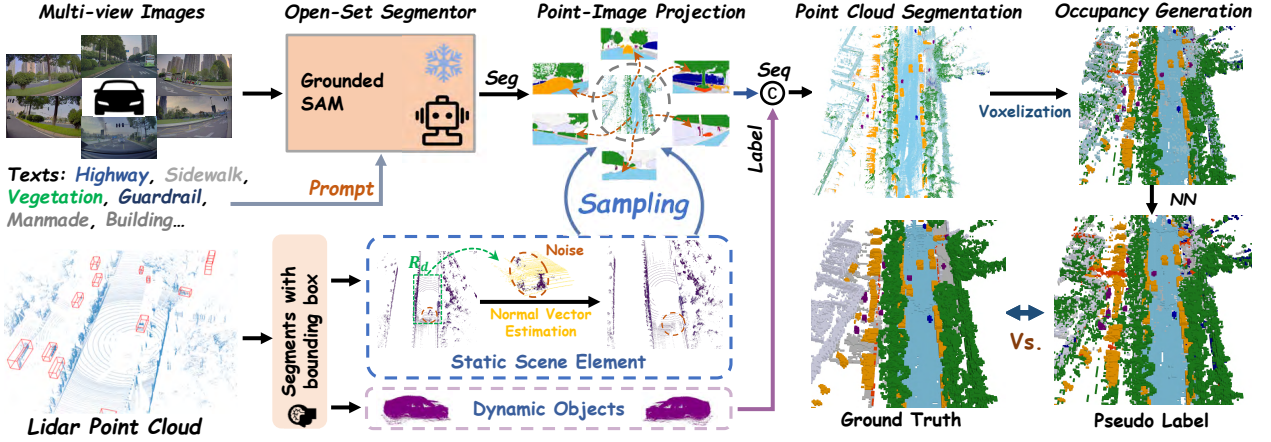 Multi-view Images
Open-Set Segmentor
Point-Image Projection
Point Cloud Segmentation
Occupancy Generation
Grounded
SAM
Seg
Seq
C
Label
Voxelization
Texts: Highway, Sidewalk,
Vegetation, Guardrail,
Manmade, Building…
Prompt
Sampling
NN
Segments with
bounding box
R_d
Noise
Normal Vector
Estimation
Static Scene Element
Dynamic Objects
Vs.
Lidar Point Cloud
Ground Truth
Pseudo Label